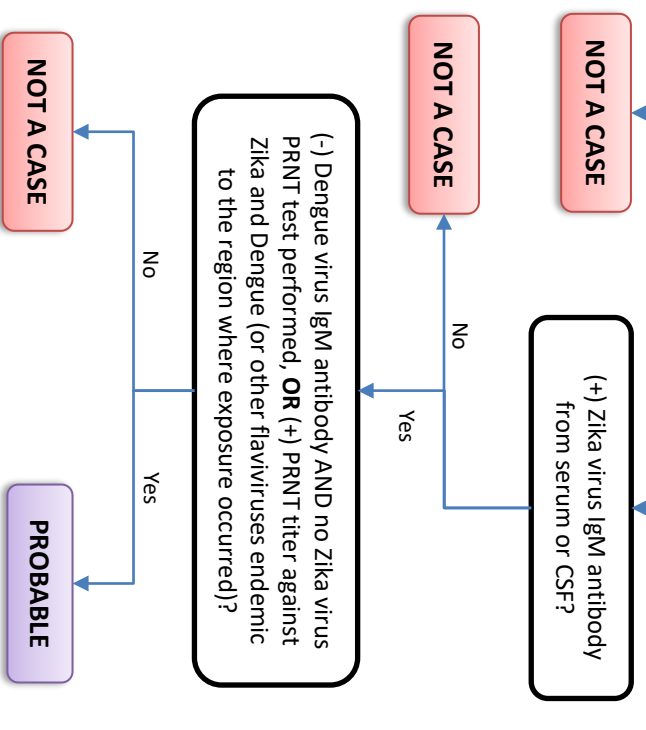 NOT A CASE
(+) Zika virus IgM antibody
from serum or CSF?
NOT A CASE
No
Yes
(-) Dengue virus IgM antibody AND no Zika virus
PRNT test performed, OR (+) PRNT titer against
Zika and Dengue (or other flaviviruses endemic
to the region where exposure occurred)?
No
Yes
NOT A CASE
PROBABLE